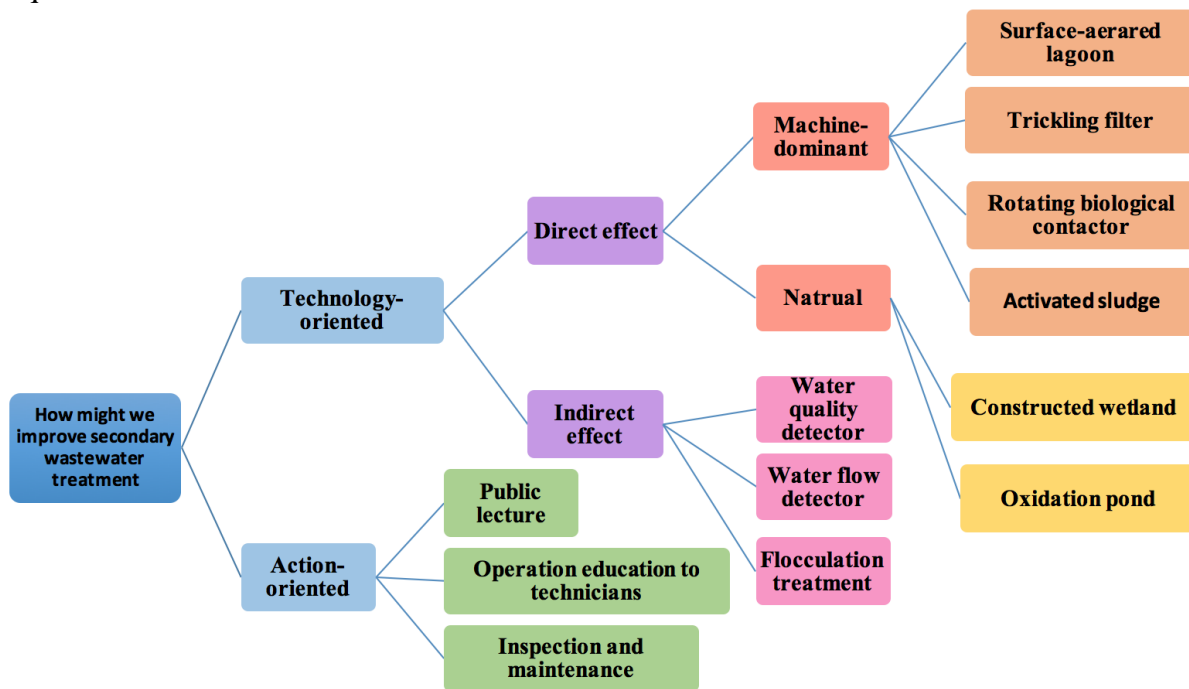 Surface-aerared
lagoon
Trickling filter
Rotating biological
contactor
Activated sludge
Machine-
dominant
Natrual
Constructed wetland
Oxidation pond
Direct effect
Technology-
oriented
Indirect
effect
Water
quality
detector
Water flow
detector
Flocculation
treatment
How might we
improve secondary
wastewater
treatment
Action-
oriented
Public
lecture
Operation education to
technicians
Inspection and
maintenance